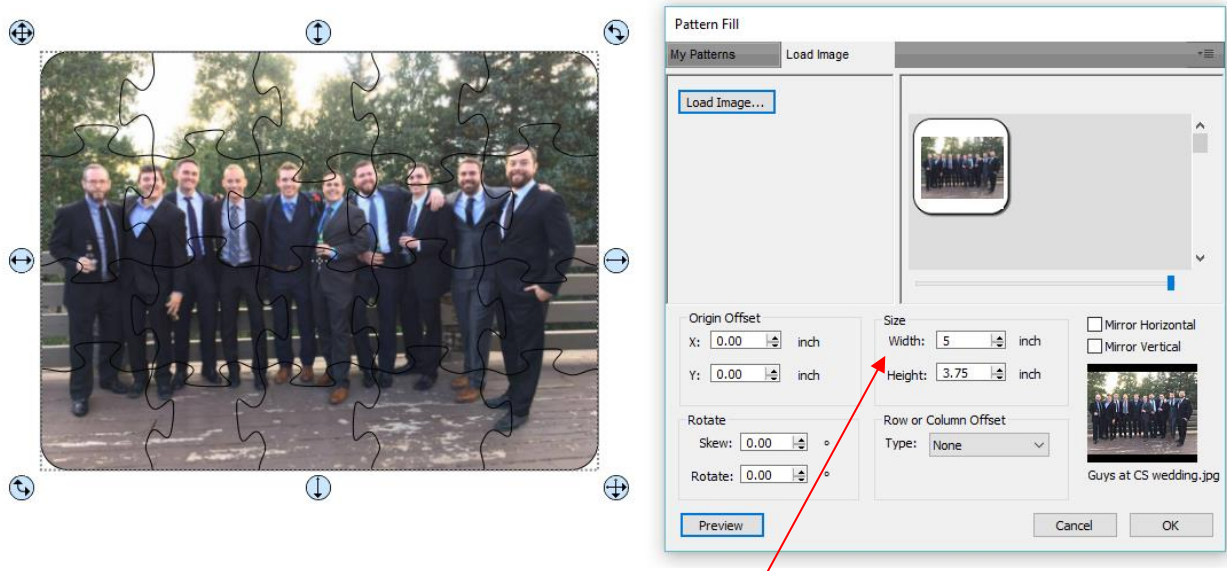 Pattern Fill
My Patterns Load Image
Load Image...
Origin Offset
X: 0.00 inch
Y: 0.00 inch
Size
Width: 5 inch
Height: 3.75 inch
Mirror Horizontal
Mirror Vertical
Rotate
Skew: 0.00 °
Rotate: 0.00 °
Row or Column Offset
Type: None
Guys at CS wedding.jpg
Preview Cancel OK